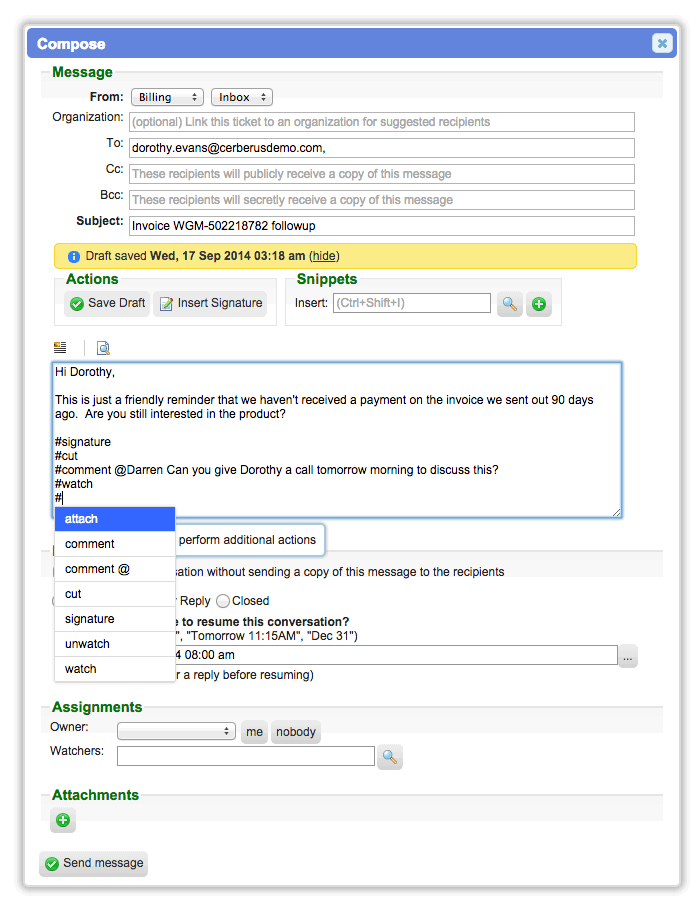 Compose
Message
From: Billing Inbox
Organization: (optional) Link this ticket to an organization for suggested recipients
To: dorothy.evans@cerberusdemo.com,
Cc: These recipients will publicly receive a copy of this message
Bcc: These recipients will secretly receive a copy of this message
Subject: Invoice WGM-502218782 followup
Draft saved Wed, 17 Sep 2014 03:18 am (hide)
Actions Snippets
Save Draft Insert Signature Insert: (Ctrl+Shift+I)
Hi Dorothy,
This is just a friendly reminder that we haven't received a payment on the invoice we sent out 90 days
ago. Are you still interested in the product?
#signature
#cut
#comment @Darren Can you give Dorothy a call tomorrow morning to discuss this?
#watch
#
attach
perform additional actions
comment
comment @ sation without sending a copy of this message to the recipients
cut Reply Closed
signature e to resume this conversation?
unwatch ", "Tomorrow 11:15AM", "Dec 31")
watch 4 08:00 am ...
r a reply before resuming)
Assignments
Owner: me nobody
Watchers:
Attachments
Send message